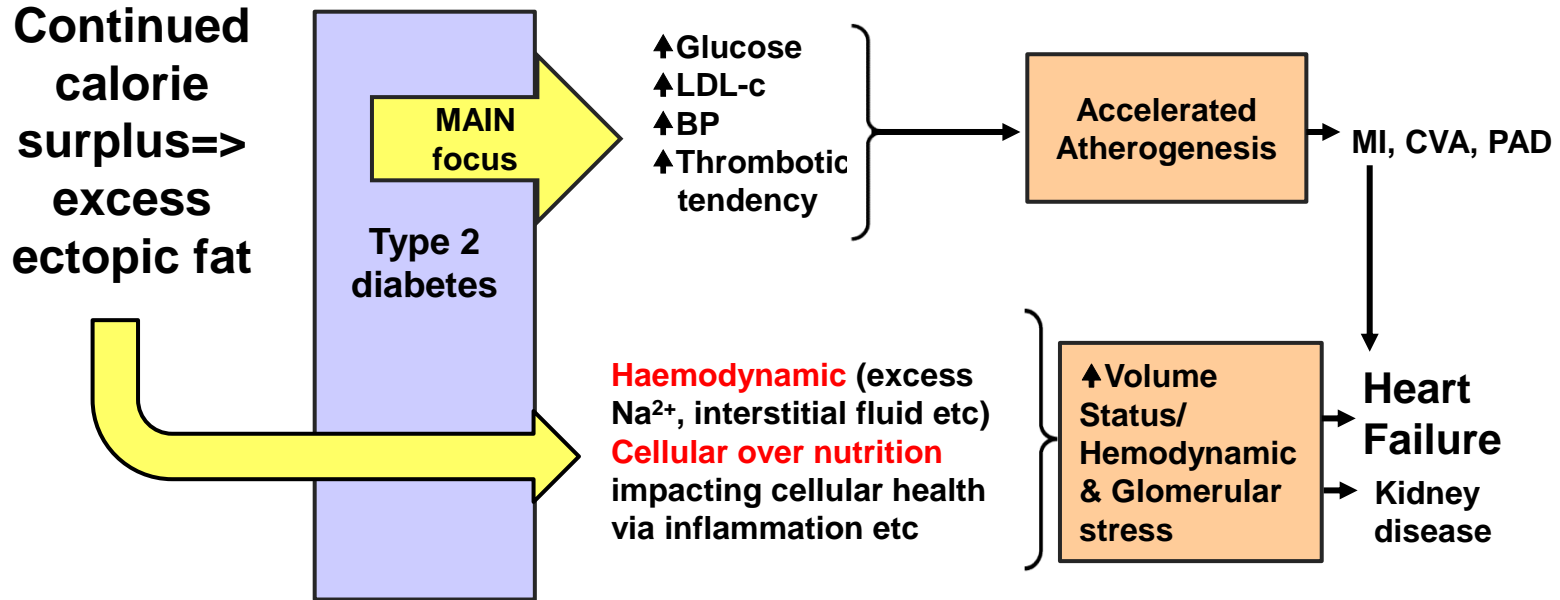 Continued
calorie
surplus=>
excess
ectopic fat
MAIN
focus
Type 2
diabetes
↑Glucose
↑LDL-c
↑BP
↑Thrombotic
tendency
Accelerated
Atherogenesis
MI, CVA, PAD
Haemodynamic (excess
Na²⁺, interstitial fluid etc)
Cellular over nutrition
impacting cellular health
via inflammation etc
↑Volume
Status/
Hemodynamic
& Glomerular
stress
Heart
Failure
Kidney
disease